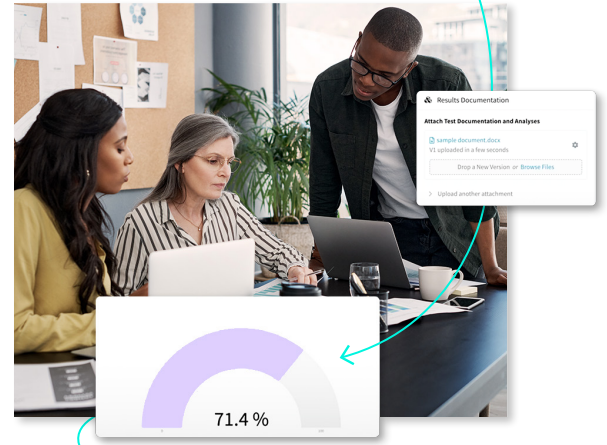 Results Documentation
Attach Test Documentation and Analyses
sample.document.docx
V1 uploaded in a few seconds
Drop a New Version or Browse Files
Upload another attachment
71.4 %